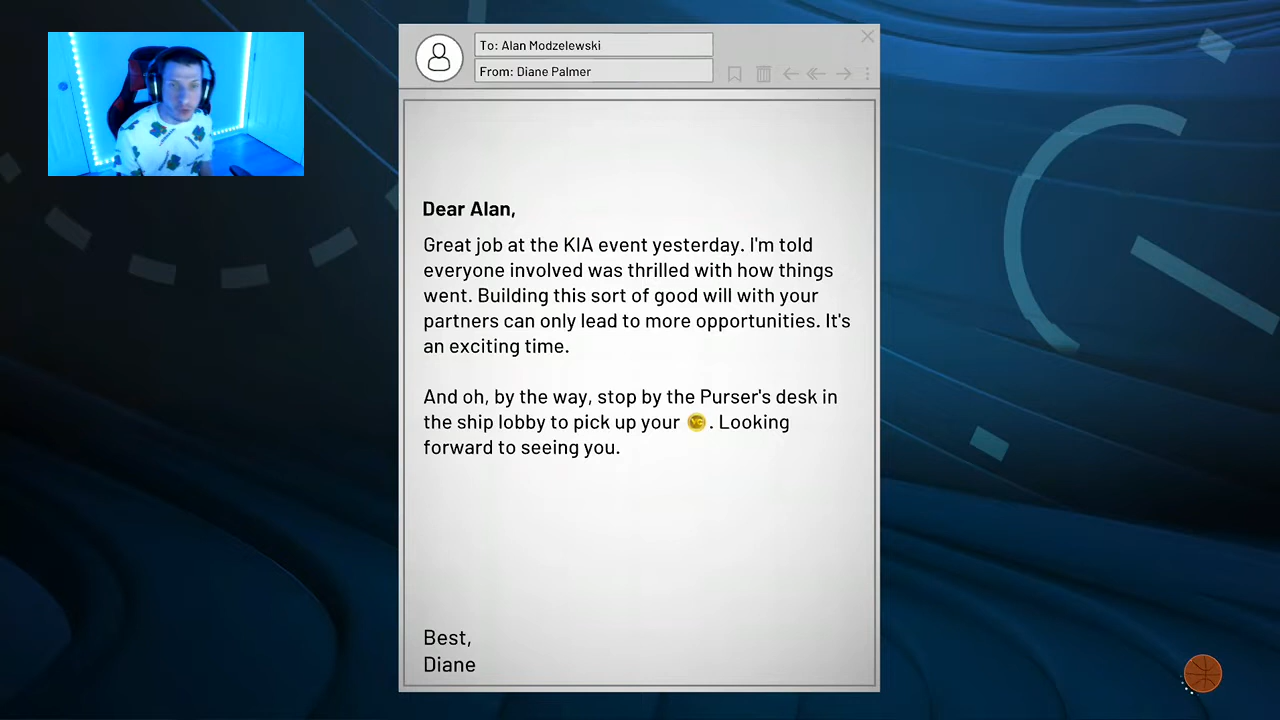 To: Alan Modzelewski
From: Diane Palmer
Dear Alan,
Great job at the KIA event yesterday. I'm told
everyone involved was thrilled with how things
went. Building this sort of good will with your
partners can only lead to more opportunities. It's
an exciting time.
And oh, by the way, stop by the Purser's desk in
the ship lobby to pick up your VC. Looking
forward to seeing you.
Best,
Diane